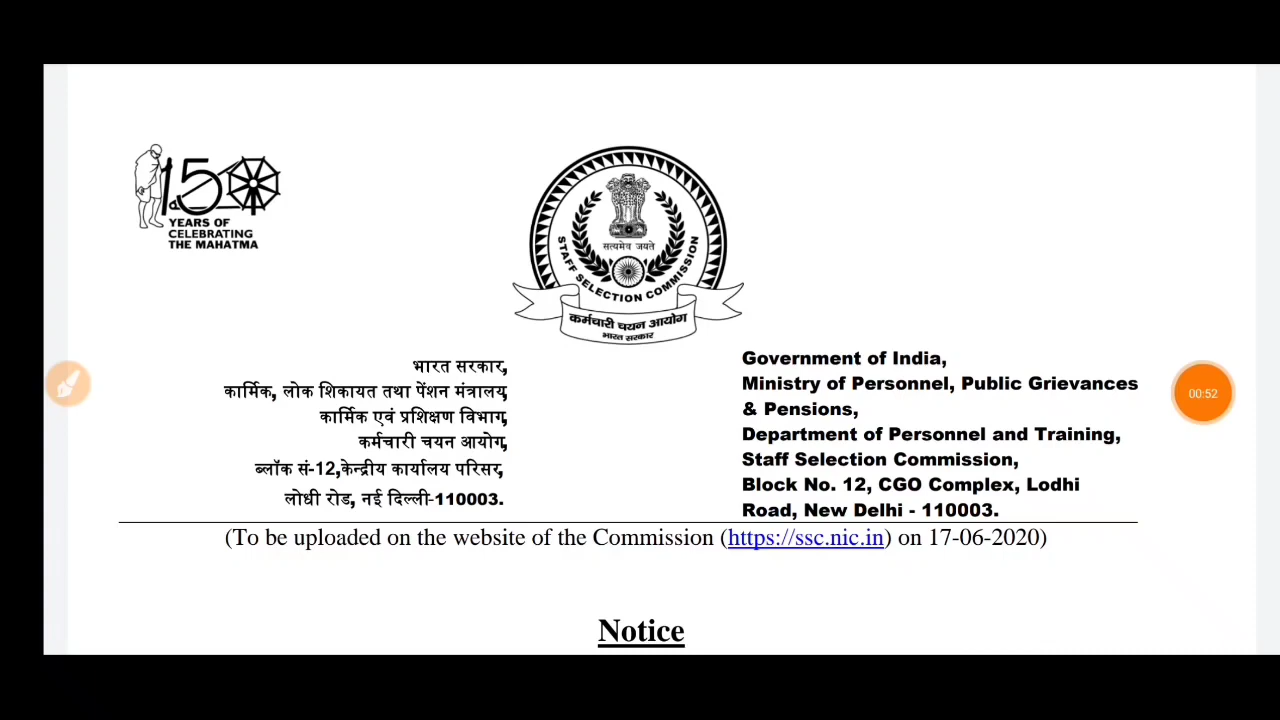 150
YEARS OF
CELEBRATING
THE MAHATMA
सत्यमेव जयते
STAFF SELECTION COMMISSION
कर्मचारी चयन आयोग
भारत सरकार
भारत सरकार,
कार्मिक, लोक शिकायत तथा पेंशन मंत्रालय,
कार्मिक एवं प्रशिक्षण विभाग,
कर्मचारी चयन आयोग,
ब्लॉक सं-12,केन्द्रीय कार्यालय परिसर,
लोधी रोड, नई दिल्ली-110003.
Government of India,
Ministry of Personnel, Public Grievances
& Pensions,
Department of Personnel and Training,
Staff Selection Commission,
Block No. 12, CGO Complex, Lodhi
Road, New Delhi - 110003.
(To be uploaded on the website of the Commission (https://ssc.nic.in) on 17-06-2020)
Notice
00:52